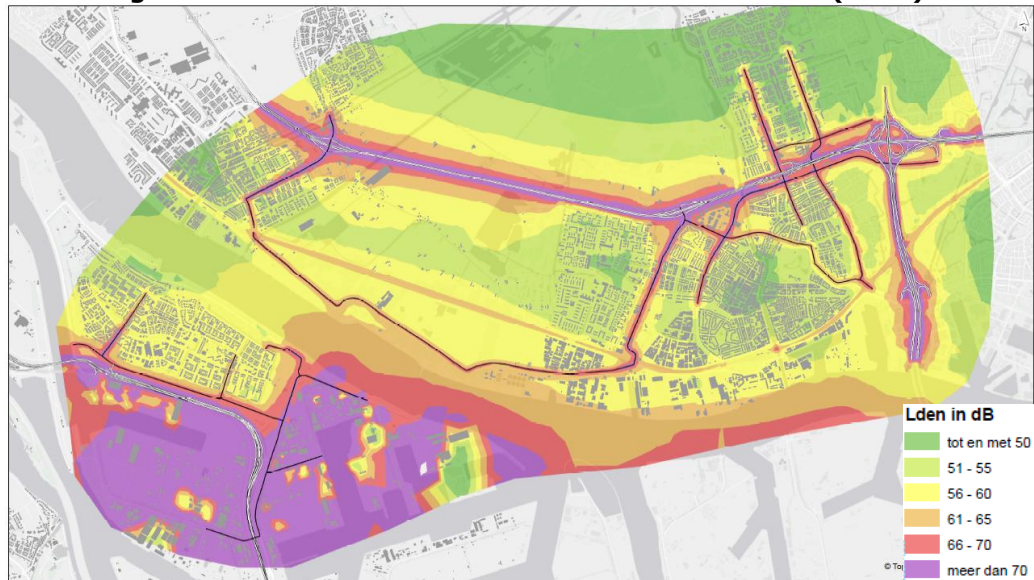 Lden in dB
tot en met 50
51 - 55
56 - 60
61 - 65
66 - 70
meer dan 70